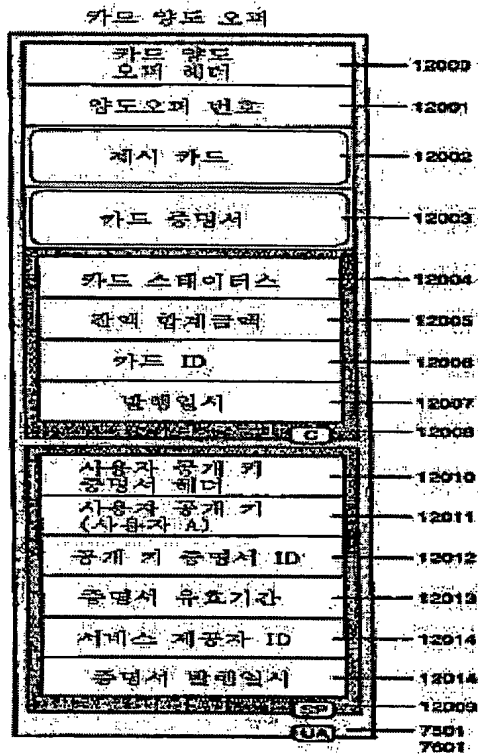 카드 양도 오퍼
카드 양도
오퍼 헤더 12000
양도오퍼 번호 12001
제시 카드 12002
카드 증명서 12003
카드 스테이터스 12004
잔액 합계금액 12005
카드 ID 12006
발행일시 12007
C 12008
사용자 공개 키
증명서 헤더 12010
사용자 공개 키
(사용자 A) 12011
공개 키 증명서 ID 12012
증명서 유효기간 12013
서비스 제공자 ID 12014
증명서 발행일시 12014
SP 12009
UA 7501
7601